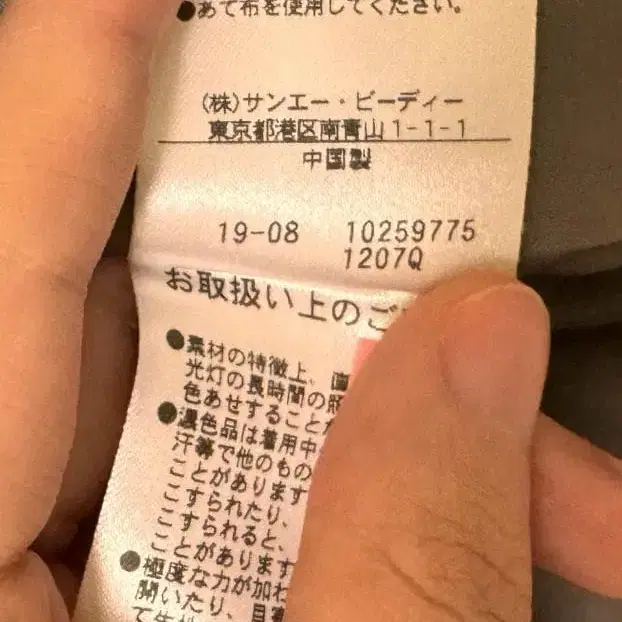 ●あて布を使用してください。
(株)サンエー・ビーディー
東京都港区南青山1-1-1
中国製
19-08 10259775
1207Q
お取扱い上のご
●素材の特徴上、直
光灯の長時間の照
色あせすることが
●濃色品は着用中
汗等で他のもの
ことがあります
こすられたり、
こすられると、
ことがあります
●極度な力が加わ
開いたり、目寄
て生地